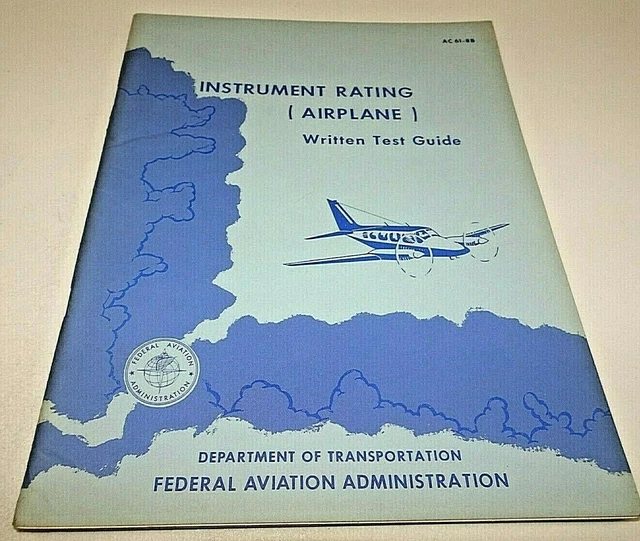 AC 61-8B
INSTRUMENT RATING
( AIRPLANE )
Written Test Guide
FEDERAL AVIATION
ADMINISTRATION
DEPARTMENT OF TRANSPORTATION
FEDERAL AVIATION ADMINISTRATION